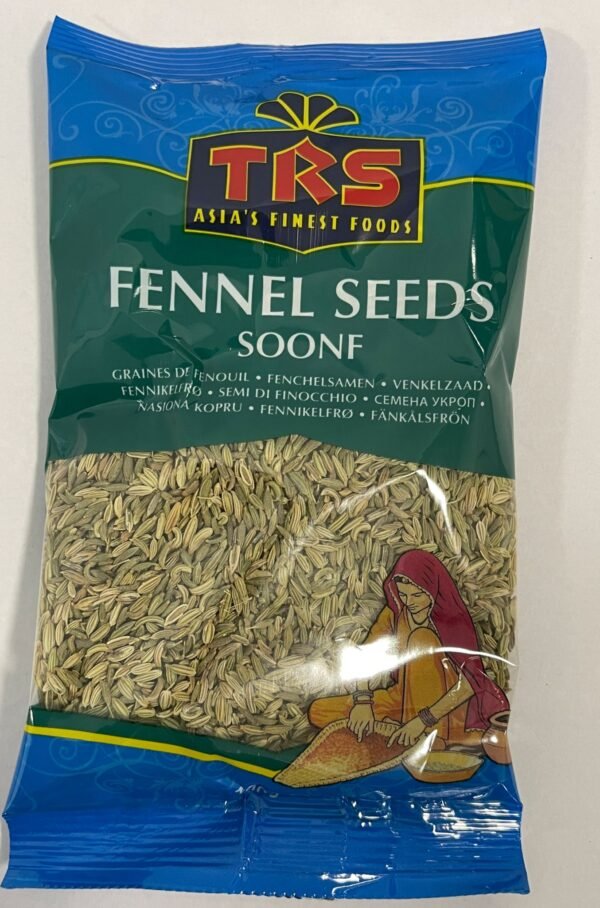 TRS
ASIA'S FINEST FOODS
FENNEL SEEDS
SOONF
GRAINES DE FENOUIL • FENCHELSAMEN • VENKELZAAD •
FENNIKELFRØ • SEMI DI FINOCCHIO • СЕМЕНА УКРОП •
NASIONA KOPRU • FENNIKELFRØ • FÄNKÅLSFRÖN